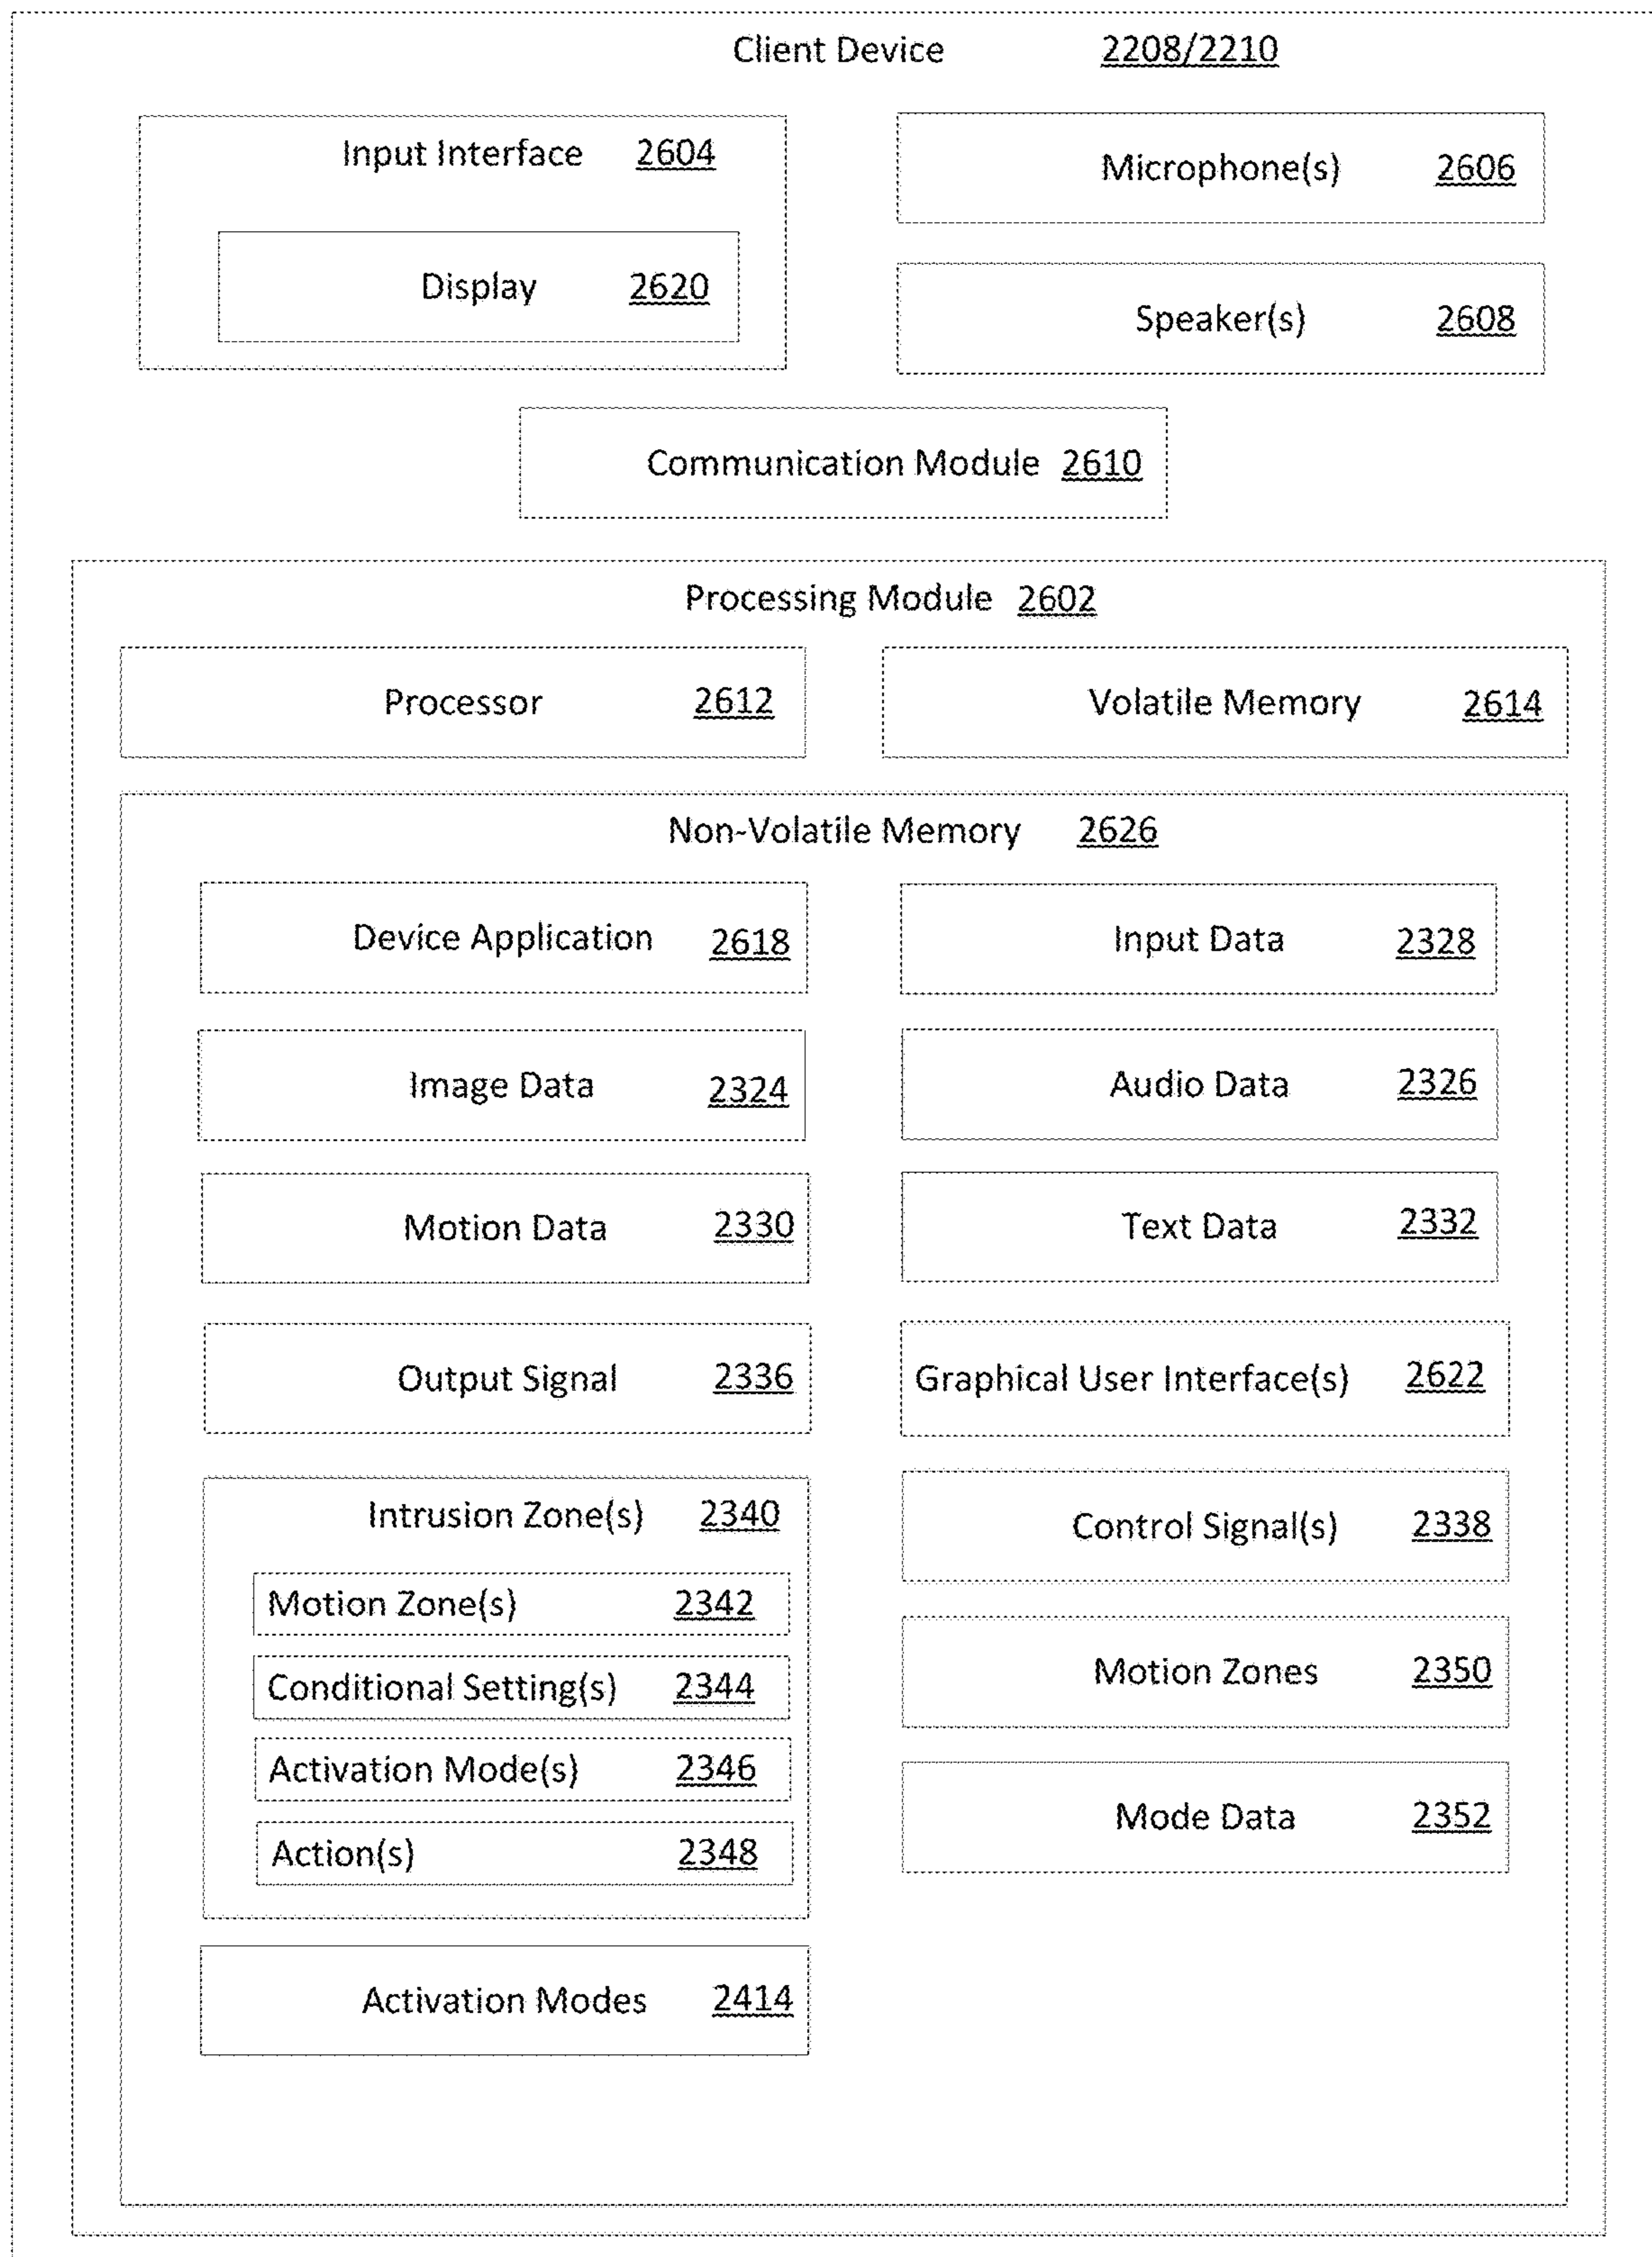 Client Device 2208/2210
Input Interface 2604
Display 2620
Microphone(s) 2606
Speaker(s) 2608
Communication Module 2610
Processing Module 2602
Processor 2612
Volatile Memory 2614
Non-Volatile Memory 2626
Device Application 2618
Input Data 2328
Image Data 2324
Audio Data 2326
Motion Data 2330
Text Data 2332
Output Signal 2336
Graphical User Interface(s) 2622
Intrusion Zone(s) 2340
Motion Zone(s) 2342
Conditional Setting(s) 2344
Activation Mode(s) 2346
Action(s) 2348
Control Signal(s) 2338
Motion Zones 2350
Mode Data 2352
Activation Modes 2414